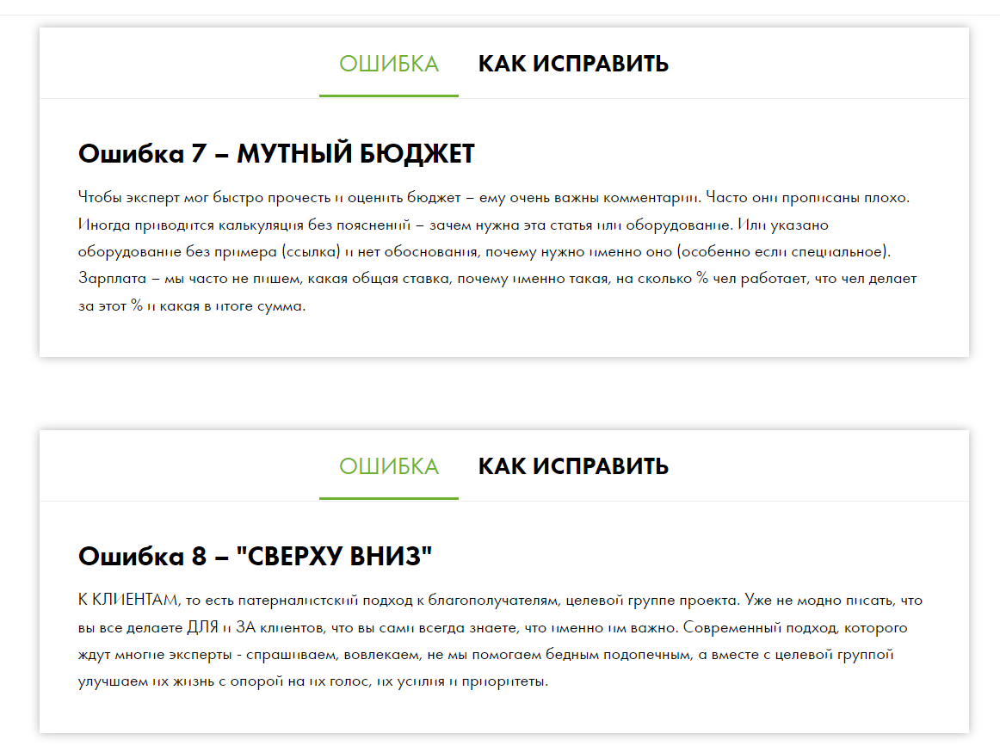 ОШИБКА КАК ИСПРАВИТЬ
Ошибка 7 – МУТНЫЙ БЮДЖЕТ
Чтобы эксперт мог быстро прочесть и оценить бюджет – ему очень важны комментарии. Часто они прописаны плохо.
Иногда приводится калькуляция без пояснений – зачем нужна эта статья или оборудование. Или указано
оборудование без примера (ссылка) и нет обоснования, почему нужно именно оно (особенно если специальное).
Зарплата – мы часто не пишем, какая общая ставка, почему именно такая, на сколько % чел работает, что чел делает
за этот % и какая в итоге сумма.
ОШИБКА КАК ИСПРАВИТЬ
Ошибка 8 – "СВЕРХУ ВНИЗ"
К КЛИЕНТАМ, то есть патерналистский подход к благополучателям, целевой группе проекта. Уже не модно писать, что
вы все делаете ДЛЯ и ЗА клиентов, что вы сами всегда знаете, что именно им важно. Современный подход, которого
ждут многие эксперты - спрашиваем, вовлекаем, не мы помогаем бедным подопечным, а вместе с целевой группой
улучшаем их жизнь с опорой на их голос, их усилия и приоритеты.